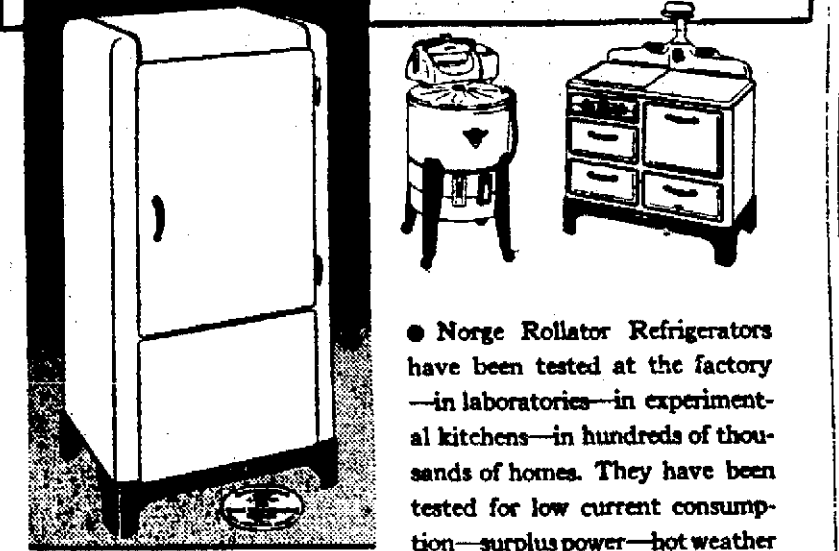 ● Norge Rollator Refrigerators
have been tested at the factory
—in laboratories—in experiment-
al kitchens—in hundreds of thou-
sands of homes. They have been
tested for low current consump-
tion—surplus power—hot weather